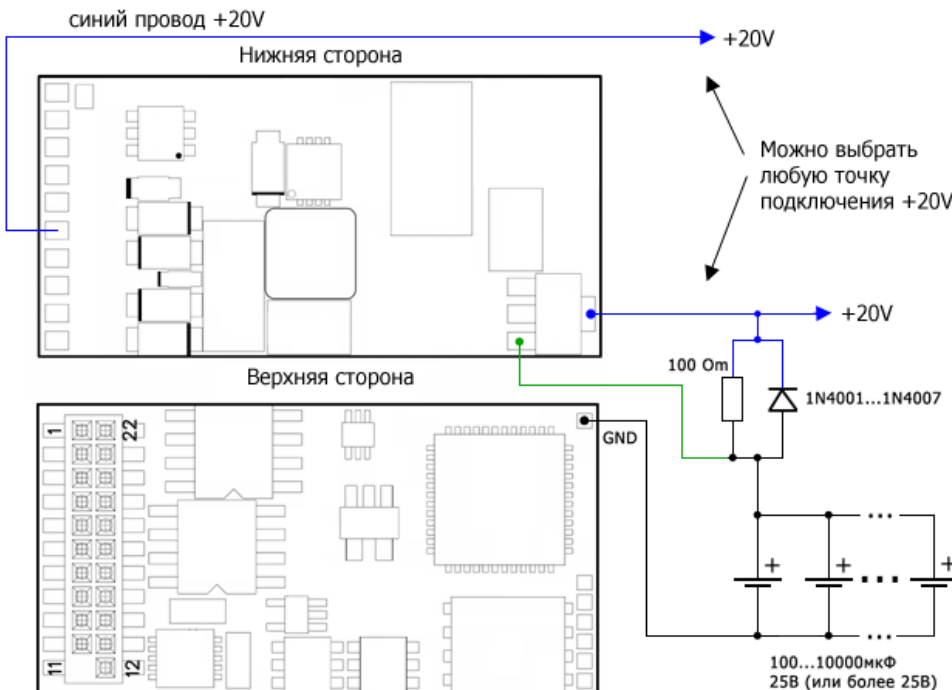 синий провод +20V
+20V
Нижняя сторона
Можно выбрать
любую точку
подключения +20V
+20V
100 Om
1N4001...1N4007
Верхняя сторона
1
22
GND
...
+
+
...
+
...
11
12
100...10000мкФ
25В (или более 25В)